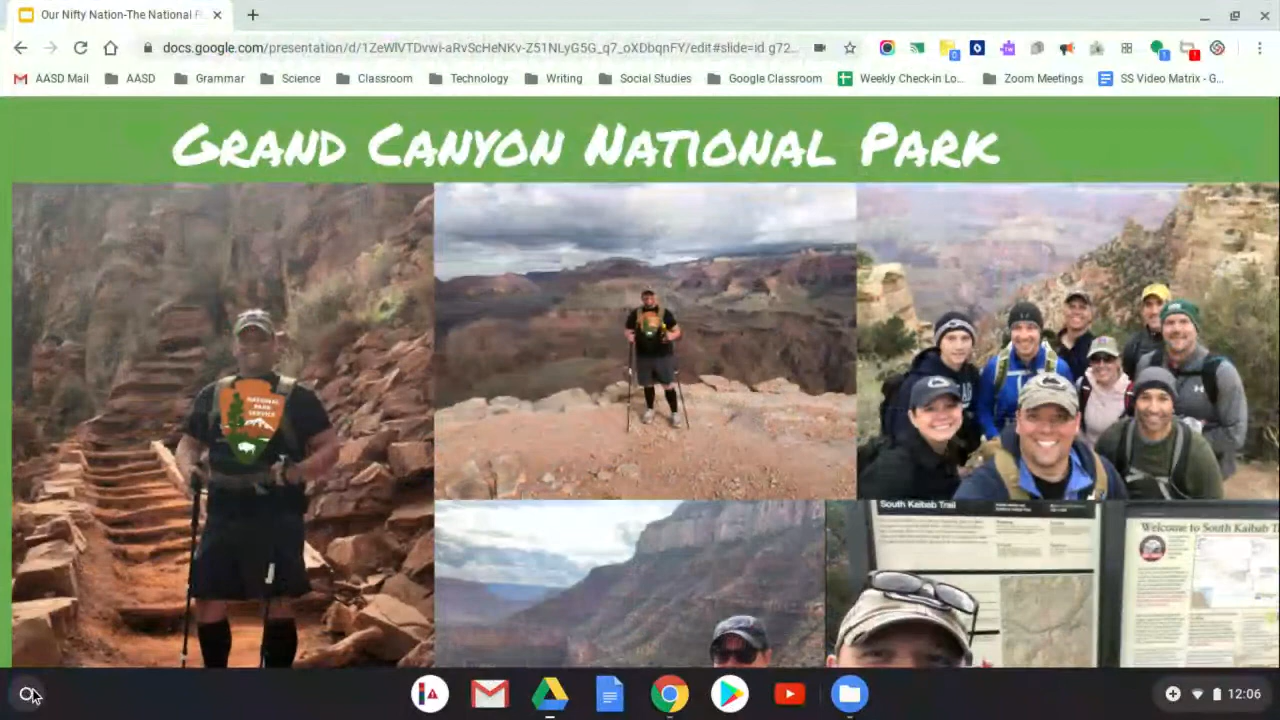 Our Nifty Nation-The National P
docs.google.com/presentation/d/1ZeWlVTDvwi-aRvScHeNKv-Z51NLyG5G_q7_oXDbqnFY/edit#slide=id.g72...
AASD Mail
AASD
Grammar
Science
Classroom
Technology
Writing
Social Studies
Google Classroom
Weekly Check-in Lo...
Zoom Meetings
SS Video Matrix - G...
Grand Canyon National Park
NATIONAL
PARK
SERVICE
South Kaibab Trail
Welcome to South Kaibab T
12:06